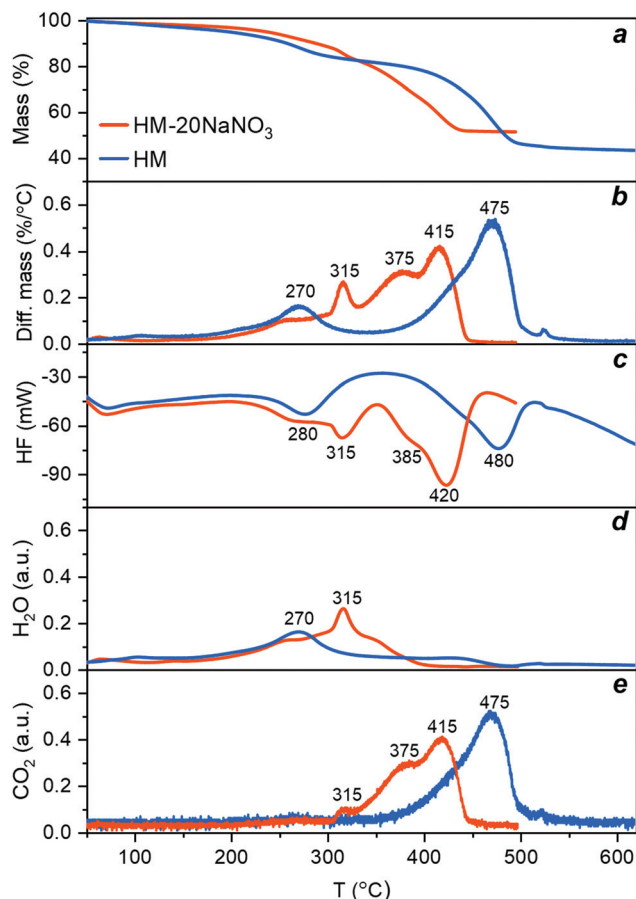 a
100
80
60
40
Mass (%)
HM-20NaNO₃
HM
b
0.6
0.4
0.2
0.0
Diff. mass (%/°C)
270
315
375
415
475
c
-30
-60
-90
HF (mW)
280
315
385
420
480
d
0.6
0.4
0.2
0.0
H₂O (a.u.)
270
315
e
0.6
0.4
0.2
0.0
CO₂ (a.u.)
315
375
415
475
100 200 300 400 500 600
T (°C)